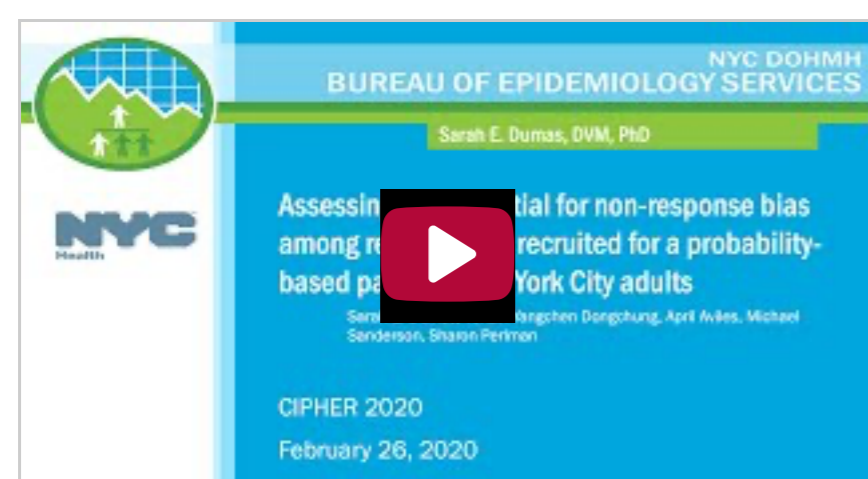 NYC DOHMH
BUREAU OF EPIDEMIOLOGY SERVICES
Sarah E. Dumas, DVM, PhD
NYC
Health
Assessin tial for non-response bias
among re recruited for a probability-
based pa York City adults
Sara Wangchen Dongchung, April Aviles, Michael
Sanderson, Sharon Perlman
CIPHER 2020
February 26, 2020